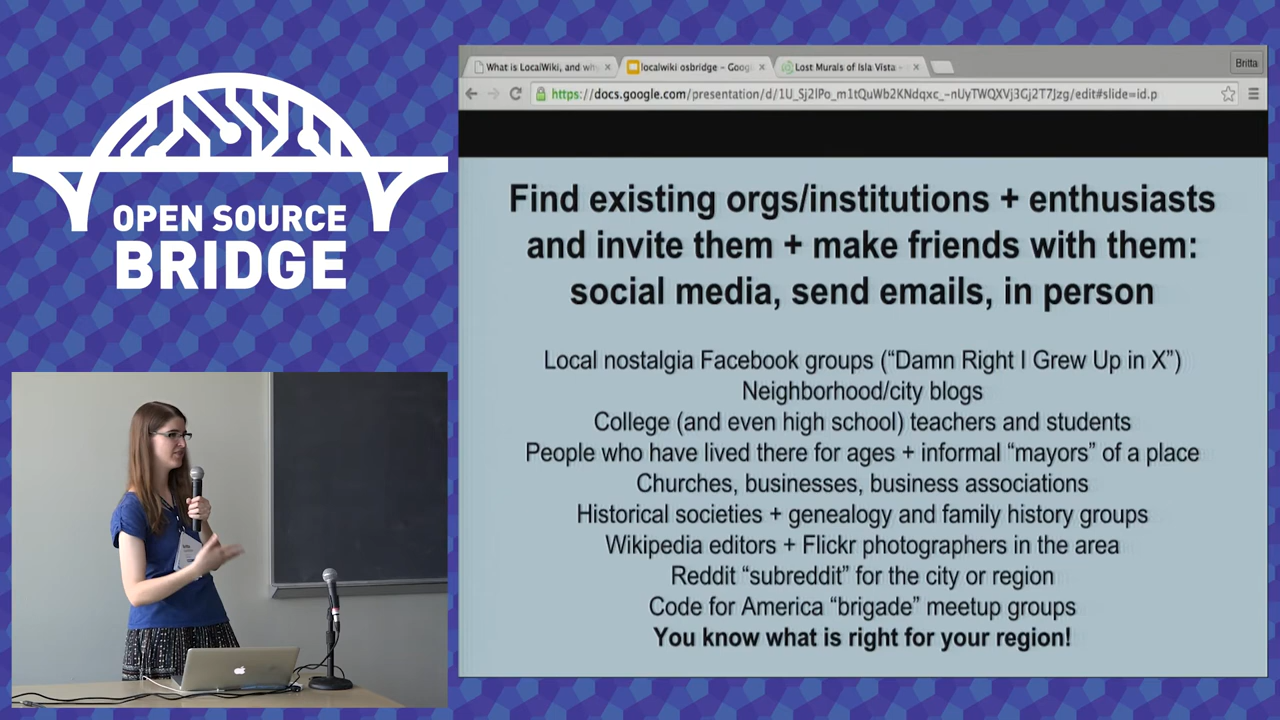 OPEN SOURCE
BRIDGE
What is LocalWiki, and why
localwiki osbridge – Goog
Lost Murals of Isla Vista -
Britta
https://docs.google.com/presentation/d/1U_Sj2lPo_m1tQuWb2KNdqxc_-nUyTWQXVj3Gj2T7Jzg/edit#slide=id.p
Find existing orgs/institutions + enthusiasts
and invite them + make friends with them:
social media, send emails, in person
Local nostalgia Facebook groups (“Damn Right I Grew Up in X”)
Neighborhood/city blogs
College (and even high school) teachers and students
People who have lived there for ages + informal “mayors” of a place
Churches, businesses, business associations
Historical societies + genealogy and family history groups
Wikipedia editors + Flickr photographers in the area
Reddit “subreddit” for the city or region
Code for America “brigade” meetup groups
You know what is right for your region!